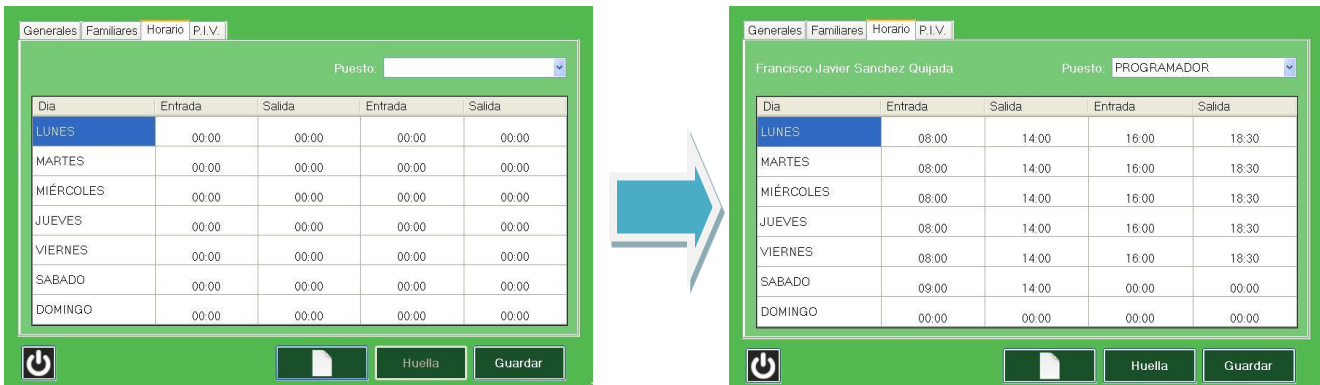 Generales Familiares Horario P.I.V.
Puesto:
Dia Entrada Salida Entrada Salida
LUNES 00:00 00:00 00:00 00:00
MARTES 00:00 00:00 00:00 00:00
MIÉRCOLES 00:00 00:00 00:00 00:00
JUEVES 00:00 00:00 00:00 00:00
VIERNES 00:00 00:00 00:00 00:00
SABADO 00:00 00:00 00:00 00:00
DOMINGO 00:00 00:00 00:00 00:00
Huella Guardar
Generales Familiares Horario P.I.V.
Francisco Javier Sanchez Quijada Puesto: PROGRAMADOR
Dia Entrada Salida Entrada Salida
LUNES 08:00 14:00 16:00 18:30
MARTES 08:00 14:00 16:00 18:30
MIÉRCOLES 08:00 14:00 16:00 18:30
JUEVES 08:00 14:00 16:00 18:30
VIERNES 08:00 14:00 16:00 18:30
SABADO 09:00 14:00 00:00 00:00
DOMINGO 00:00 00:00 00:00 00:00
Huella Guardar